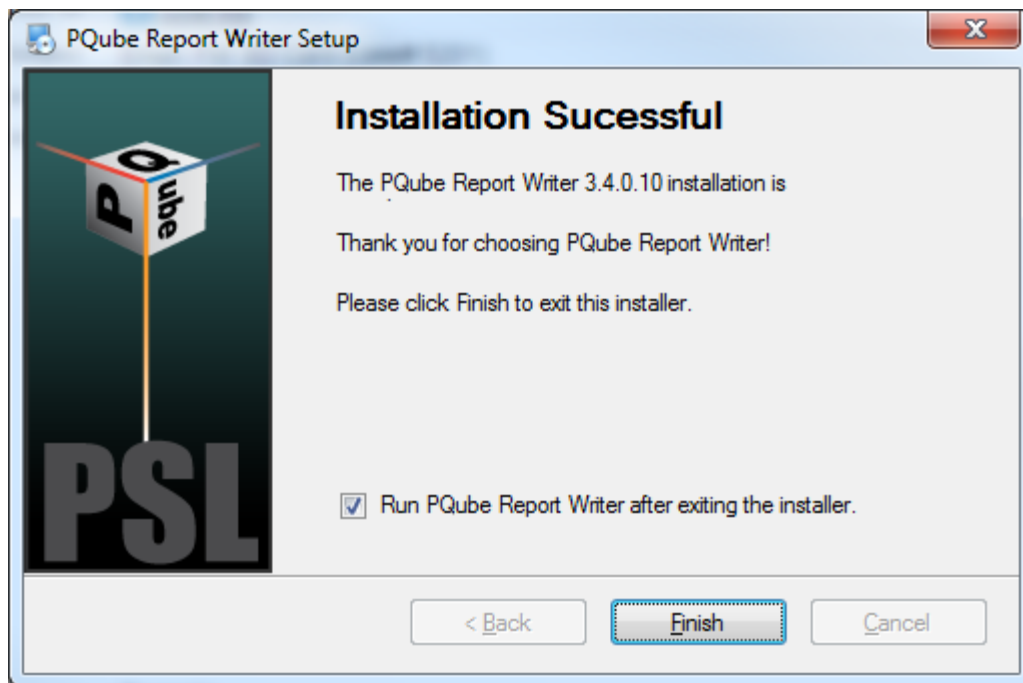 PQube Report Writer Setup
Installation Sucessful
The PQube Report Writer 3.4.0.10 installation is
Thank you for choosing PQube Report Writer!
Please click Finish to exit this installer.
P Q ube
PSL
Run PQube Report Writer after exiting the installer.
< Back
Finish
Cancel